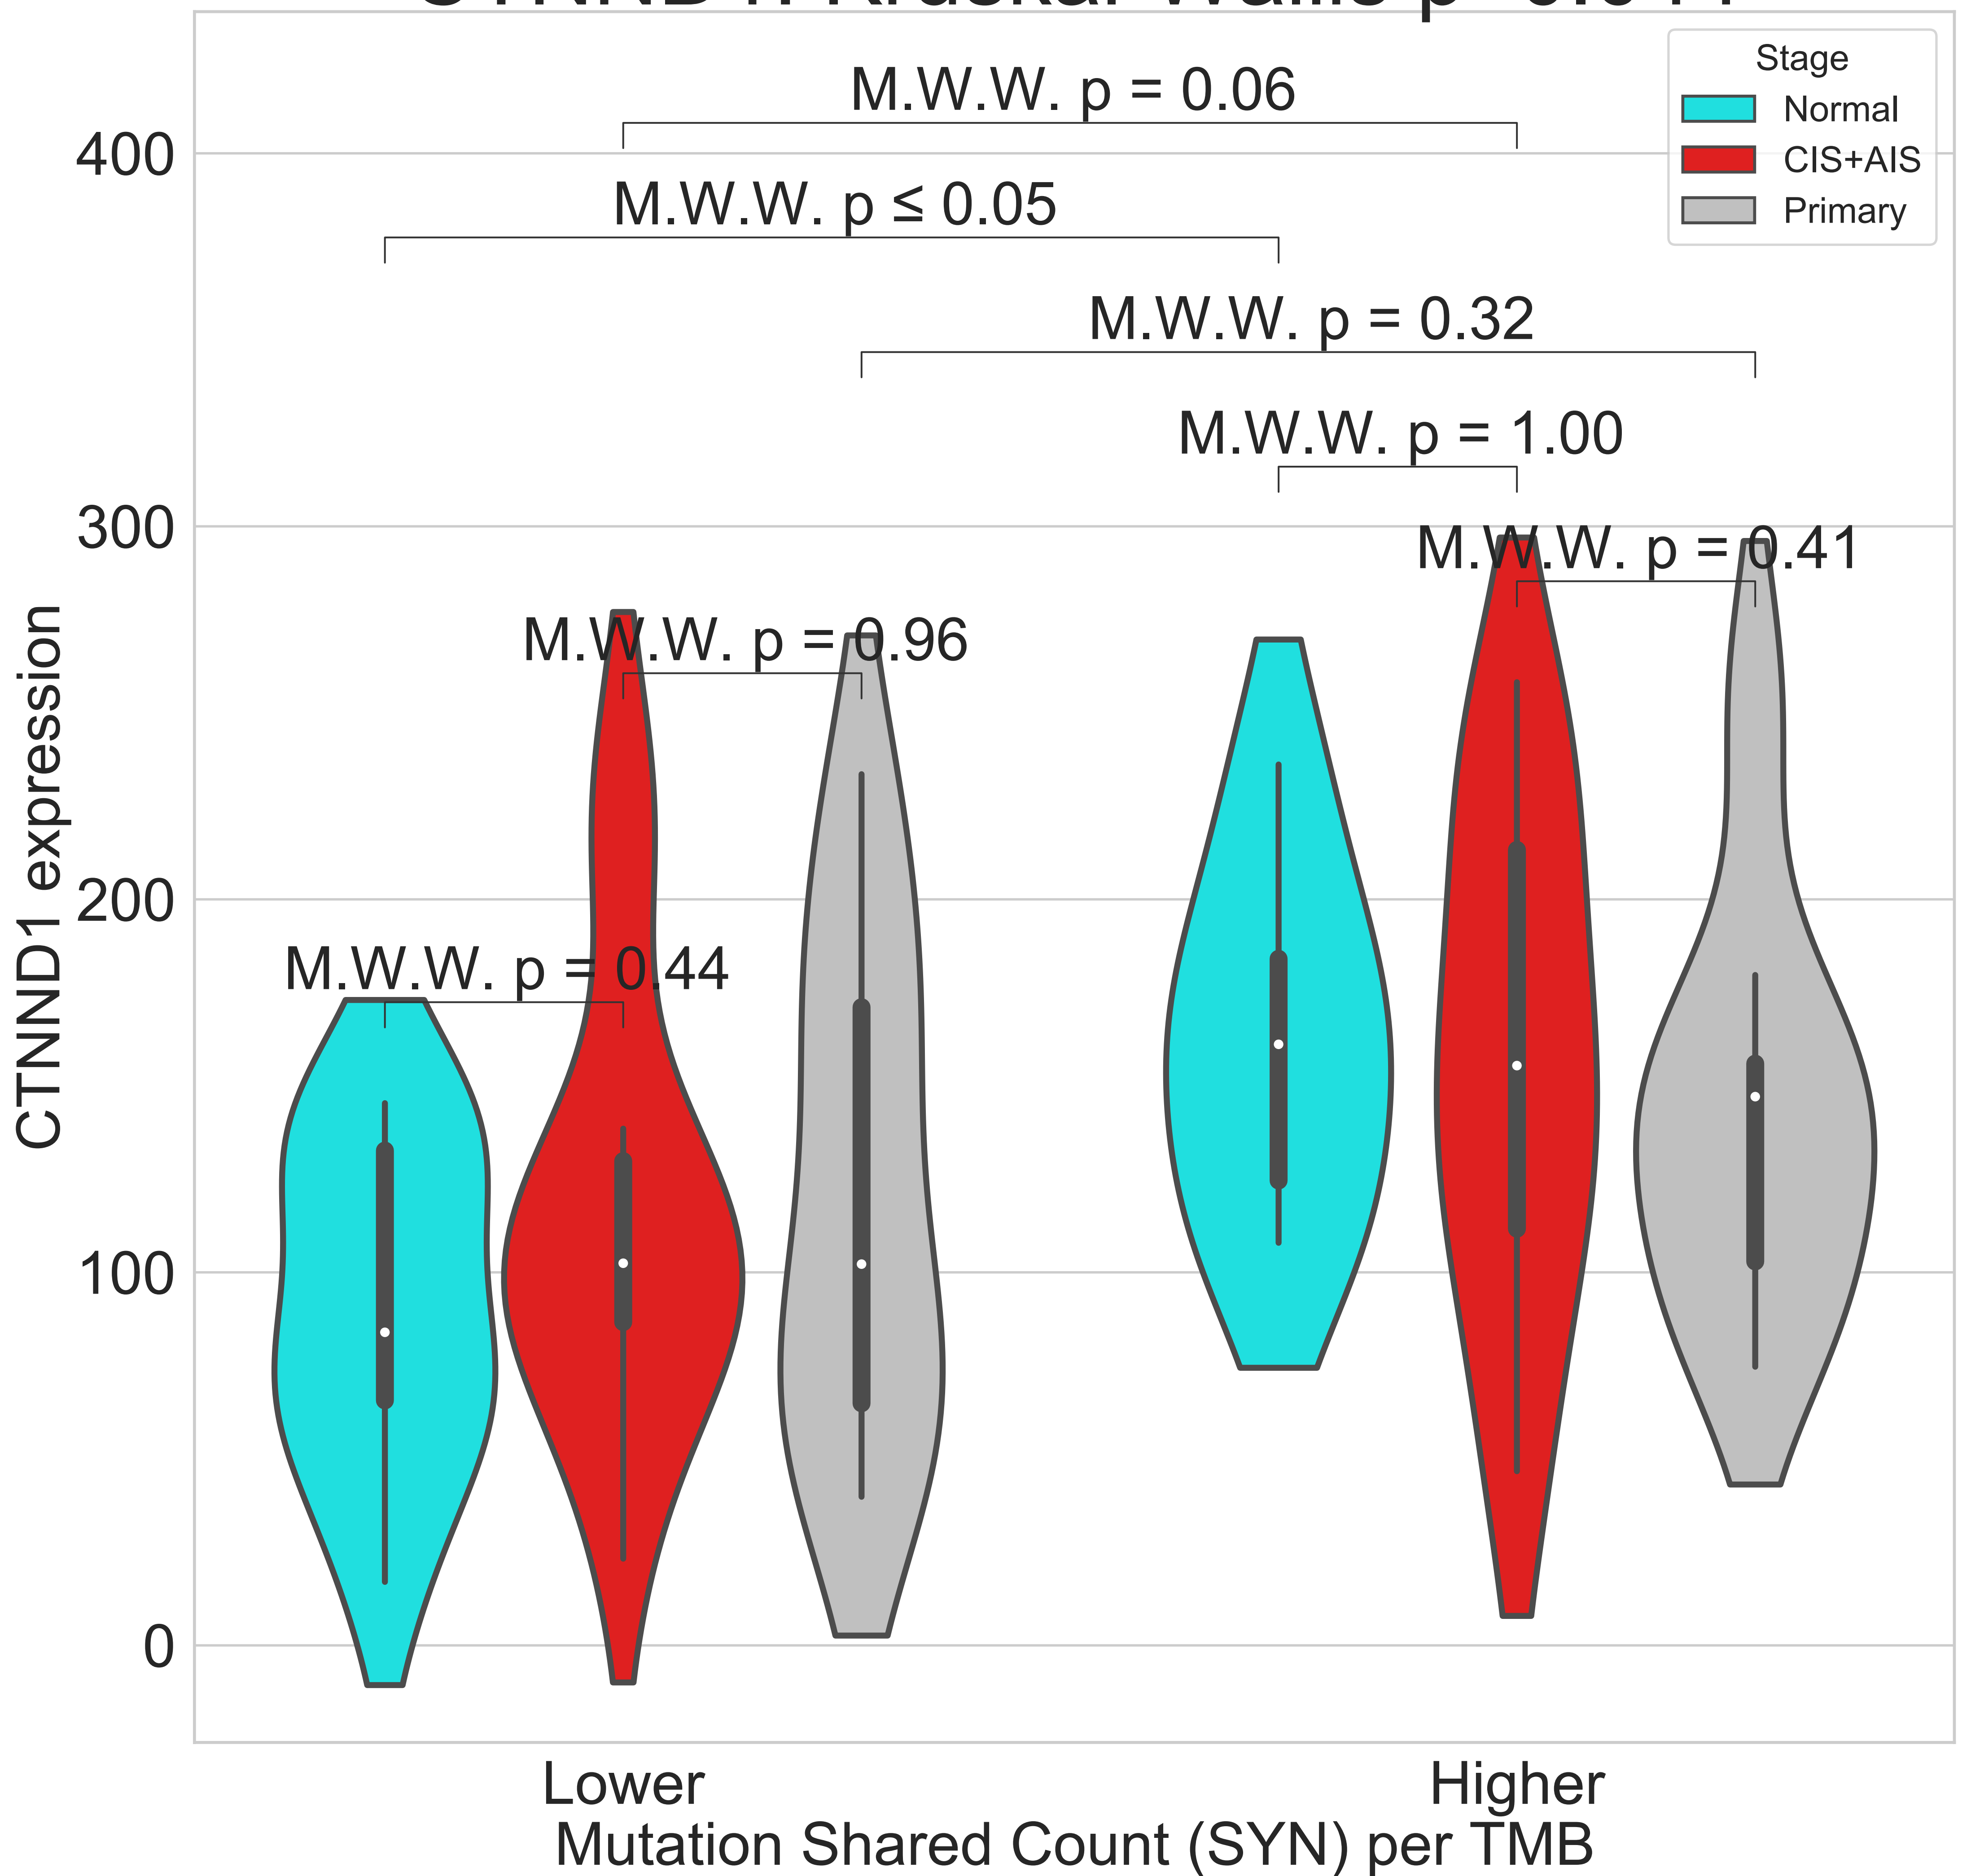 Stage
Normal
CIS+AIS
Primary
M.W.W. p = 0.06
M.W.W. p ≤ 0.05
M.W.W. p = 0.32
M.W.W. p = 1.00
M.W.W. p = 0.41
M.W.W. p = 0.96
M.W.W. p = 0.44
400
300
200
100
0
CTNND1 expression
Lower
Higher
Mutation Shared Count (SYN) per TMB